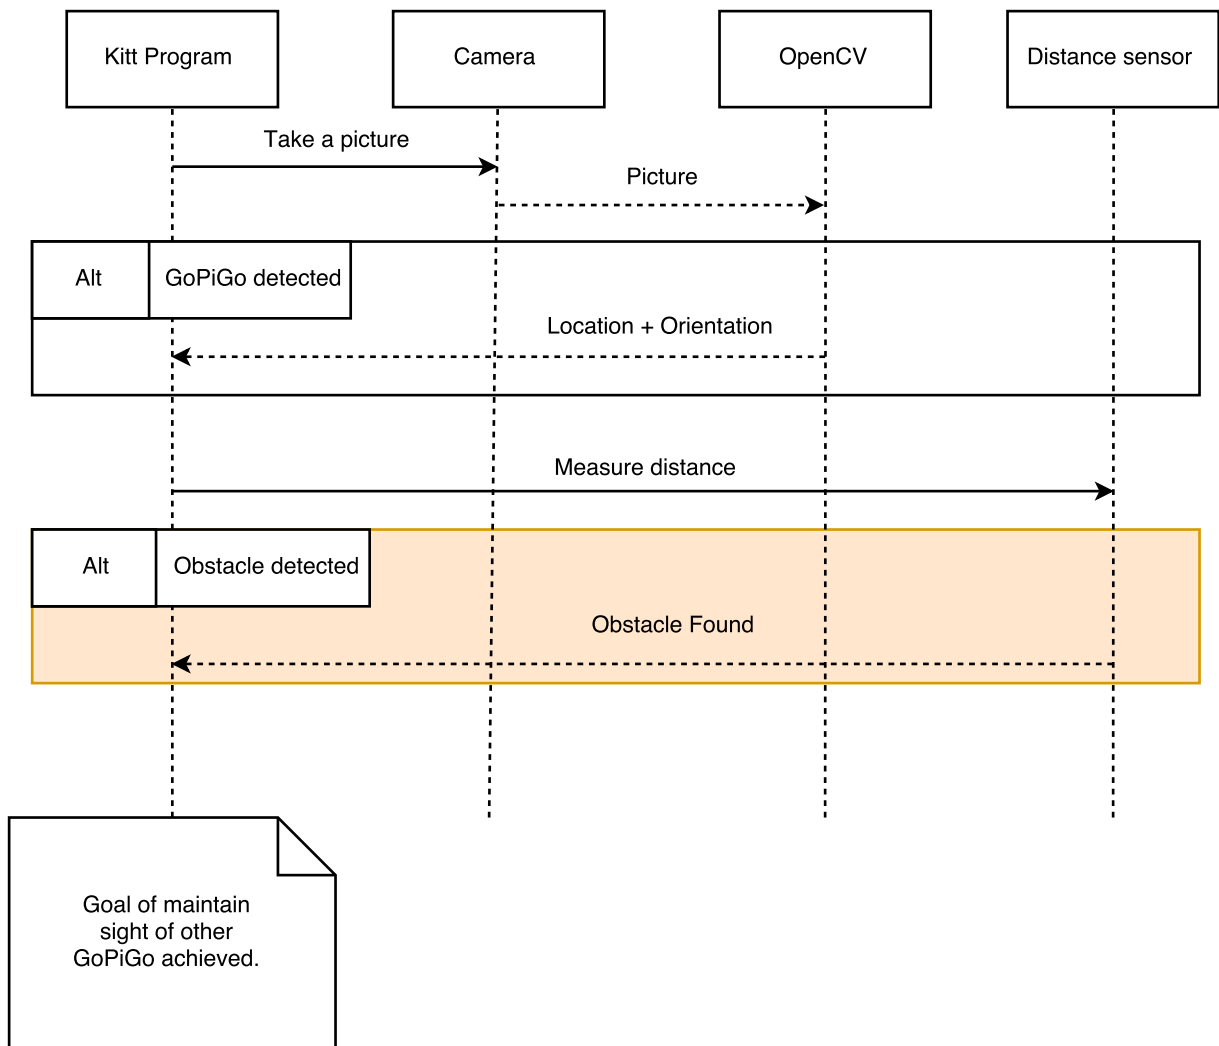 Kitt Program
Camera
OpenCV
Distance sensor
Take a picture
Picture
Alt
GoPiGo detected
Location + Orientation
Measure distance
Alt
Obstacle detected
Obstacle Found
Goal of maintain
sight of other
GoPiGo achieved.